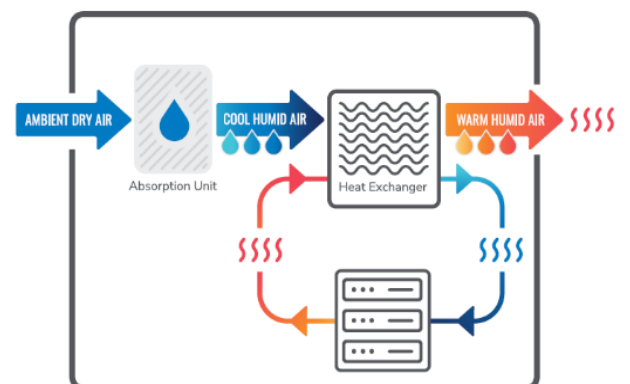 AMBIENT DRY AIR
COOL HUMID AIR
WARM HUMID AIR
Absorption Unit
Heat Exchanger